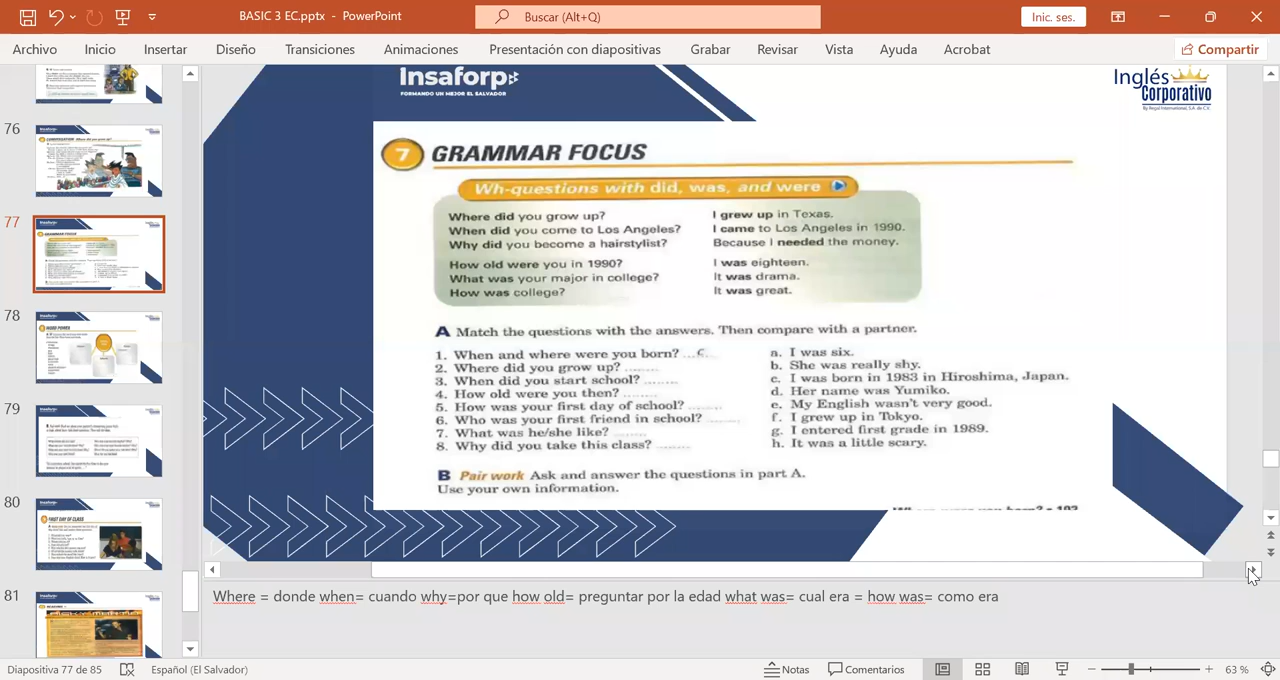 BASIC 3 EC.pptx - PowerPoint
Buscar (Alt+Q)
Inic. ses.
Archivo Inicio Insertar Diseño Transiciones Animaciones Presentación con diapositivas Grabar Revisar Vista Ayuda Acrobat
Compartir
76
77
78
79
80
81
Insaforp
FORMANDO UN MEJOR EL SALVADOR
Inglés
Corporativo
By Regal International, S.A. de C.V.
7 GRAMMAR FOCUS
Wh-questions with did, was, and were
Where did you grow up? I grew up in Texas.
When did you come to Los Angeles? I came to Los Angeles in 1990.
Why did you become a hairstylist? Because I needed the money.
How old were you in 1990? I was eighteen.
What was your major in college? It was drama.
How was college? It was great.
A Match the questions with the answers. Then compare with a partner.
1. When and where were you born? ...c...
2. Where did you grow up? ........
3. When did you start school? ........
4. How old were you then? ........
5. How was your first day of school? ........
6. Who was your first friend in school? ........
7. What was he/she like? ........
8. Why did you take this class? ........
a. I was six.
b. She was really shy.
c. I was born in 1983 in Hiroshima, Japan.
d. Her name was Yumiko.
e. My English wasn't very good.
f. I grew up in Tokyo.
g. I entered first grade in 1989.
h. It was a little scary.
B Pair work Ask and answer the questions in part A.
Use your own information.
Where = donde when= cuando why=por que how old= preguntar por la edad what was= cual era = how was= como era
Diapositiva 77 de 85 Español (El Salvador) Notas Comentarios 63 %